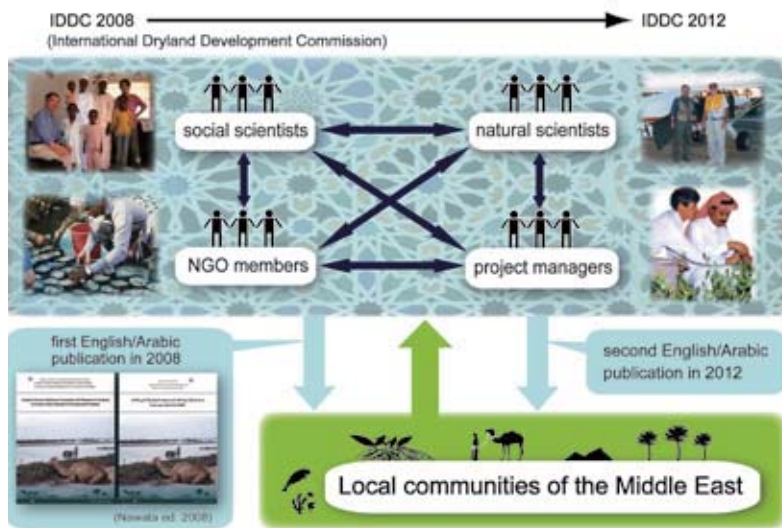 IDDC 2008
IDDC 2012
(International Dryland Development Commission)
social scientists
natural scientists
NGO members
project managers
first English/Arabic
publication in 2008
second English/Arabic
publication in 2012
(Nawata ed. 2008)
Local communities of the Middle East